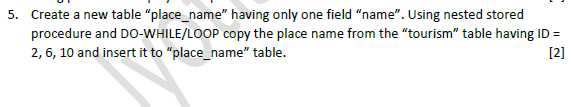 5. Create a new table “place_name” having only one field “name”. Using nested stored
procedure and DO-WHILE/LOOP copy the place name from the “tourism” table having ID =
2, 6, 10 and insert it to “place_name” table. [2]